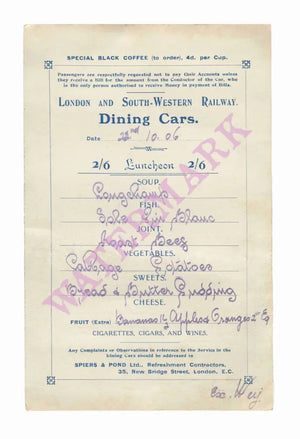 SPECIAL BLACK COFFEE (to order), 4d. per Cup.
Passengers are respectfully requested not to pay their Accounts unless
they receive a Bill for the amount from the Conductor of the Car, who
is the only person authorised to receive Money in payment of Bills.
LONDON AND SOUTH-WESTERN RAILWAY.
Dining Cars.
Date 22nd 10.06
2/6 Luncheon 2/6
SOUP.
Longchamps
FISH.
Sole Vin Blanc
JOINT.
Roast Beef
VEGETABLES.
Cabbage Potatoes
SWEETS.
Bread & Butter Pudding
CHEESE.
FRUIT (Extra) Bananas Apples Oranges
CIGARETTES, CIGARS, AND WINES.
Any Complaints or Observations in reference to the Service in the
Dining Cars should be addressed to
SPIERS & POND Ltd., Refreshment Contractors,
35, New Bridge Street, London, E.C.
WATERMARK